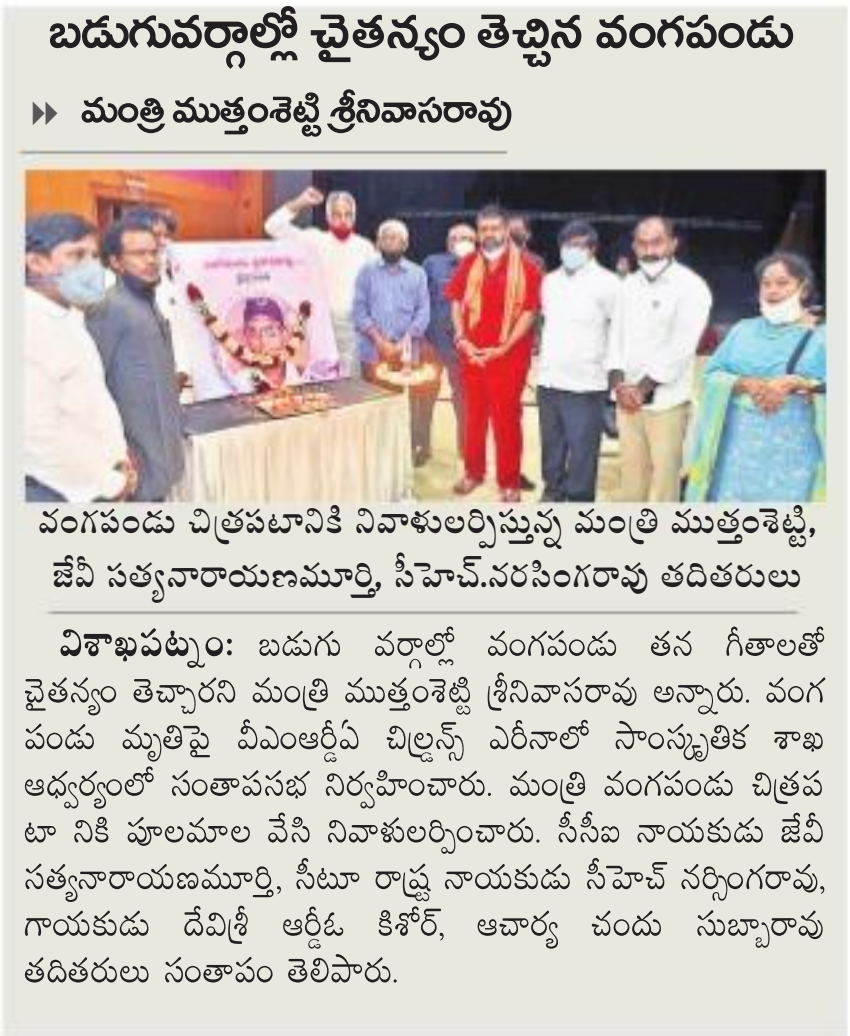 బడుగువర్గాల్లో చైతన్యం తెచ్చిన వంగపండు
మంత్రి ముత్తంశెట్టి శ్రీనివాసరావు
వంగపండు చిత్రపటానికి నివాళులర్పిస్తున్న మంత్రి ముత్తంశెట్టి,
జేవీ సత్యనారాయణమూర్తి, సీహెచ్.నరసింగరావు తదితరులు
విశాఖపట్నం: బడుగు వర్గాల్లో వంగపండు తన గీతాలతో
చైతన్యం తెచ్చారని మంత్రి ముత్తంశెట్టి శ్రీనివాసరావు అన్నారు. వంగ
పండు మృతిపై వీఎంఆర్డీఏ చిల్డ్రన్స్ ఎరీనాలో సాంస్కృతిక శాఖ
ఆధ్వర్యంలో సంతాపసభ నిర్వహించారు. మంత్రి వంగపండు చిత్రప
టా నికి పూలమాల వేసి నివాళులర్పించారు. సీసీఐ నాయకుడు జేవీ
సత్యనారాయణమూర్తి, సీటూ రాష్ట్ర నాయకుడు సీహెచ్ నర్సింగరావు,
గాయకుడు దేవిశ్రీ ఆర్డీఓ కిశోర్, ఆచార్య చందు సుబ్బారావు
తదితరులు సంతాపం తెలిపారు.